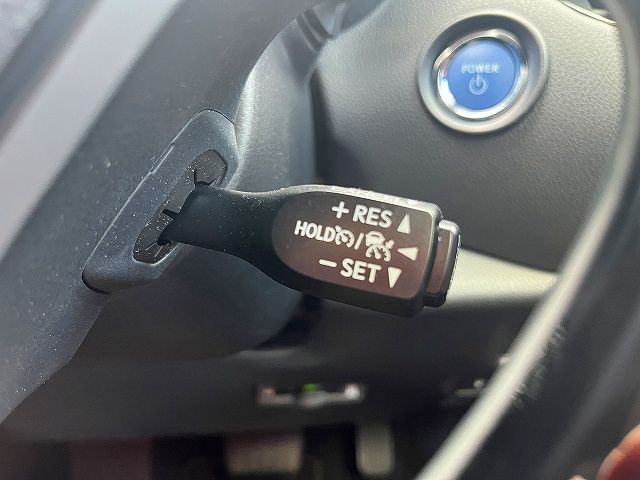 POWER
+ RES ▲
HOLD / ◀
− SET ▼